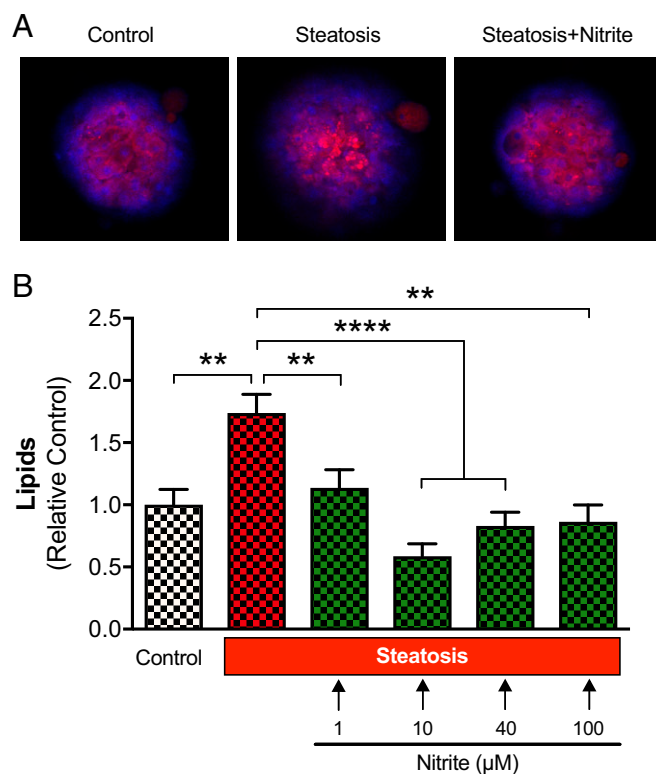 A
Control Steatosis Steatosis+Nitrite
B
Lipids
(Relative Control)
2.5
2.0
1.5
1.0
0.5
0.0
**
****
** **
Control Steatosis
1 10 40 100
Nitrite (µM)